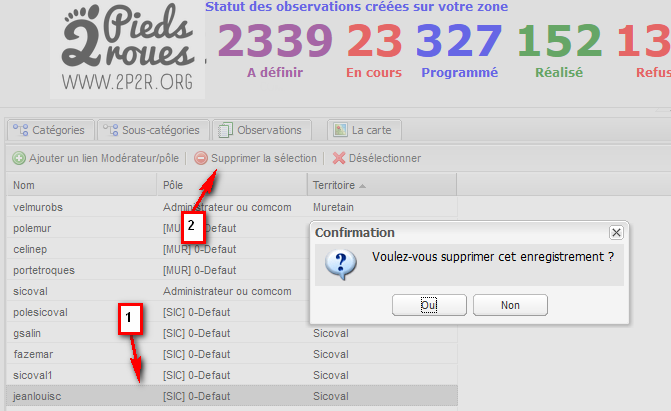 Statut des observations créées sur votre zone
2 Pieds
roues
WWW.2P2R.ORG
2339 23 327 152 13
A définir En cours Programmé Réalisé Refus
Catégories Sous-catégories Observations La carte
Ajouter un lien Modérateur/pôle Supprimer la sélection Désélectionner
Nom Pôle Territoire
velmurobs Administrateur ou comcom Muretain
polemur [MUR] 0-Defaut
celinep [MUR] 0-Defaut
portetroques [MUR] 0-Defaut
sicoval Administrateur ou comcom
polesicoval [SIC] 0-Defaut
gsalin [SIC] 0-Defaut Sicoval
fazemar [SIC] 0-Defaut Sicoval
sicoval1 [SIC] 0-Defaut Sicoval
jeanlouisc [SIC] 0-Defaut Sicoval
2
1
Confirmation
Voulez-vous supprimer cet enregistrement ?
Oui Non